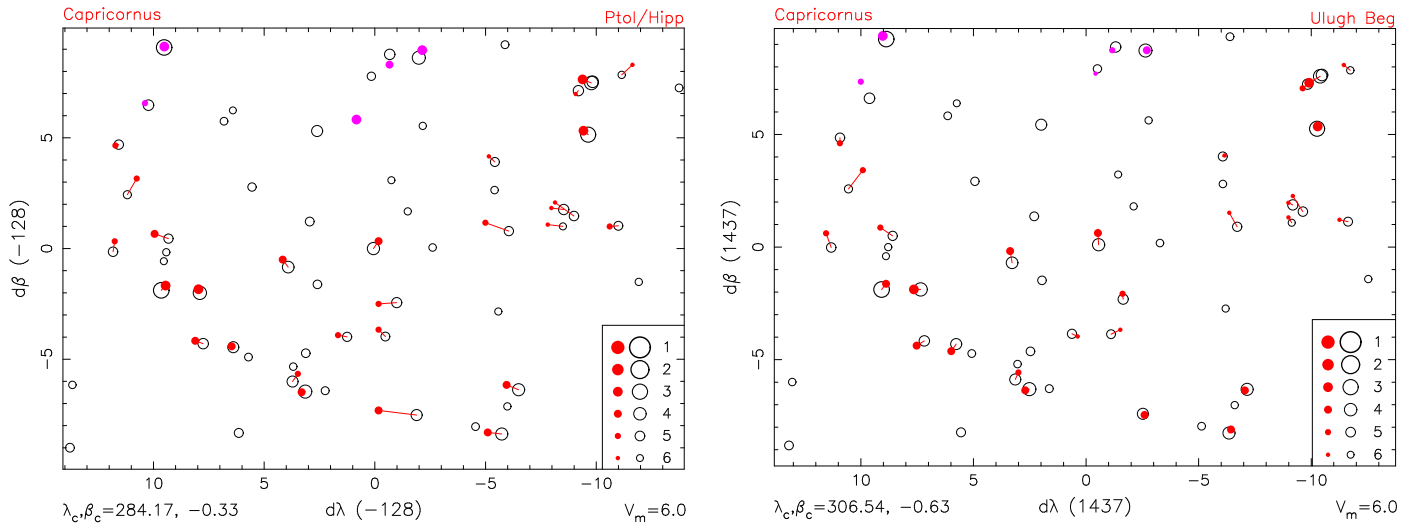 Capricornus Ptol/Hipp
5
0
−5
dβ (−128)
1
2
3
4
5
6
10 5 0 −5 −10
λc,βc=284.17, −0.33 dλ (−128) Vm=6.0
Capricornus Ulugh Beg
5
0
−5
dβ (1437)
1
2
3
4
5
6
10 5 0 −5 −10
λc,βc=306.54, −0.63 dλ (1437) Vm=6.0